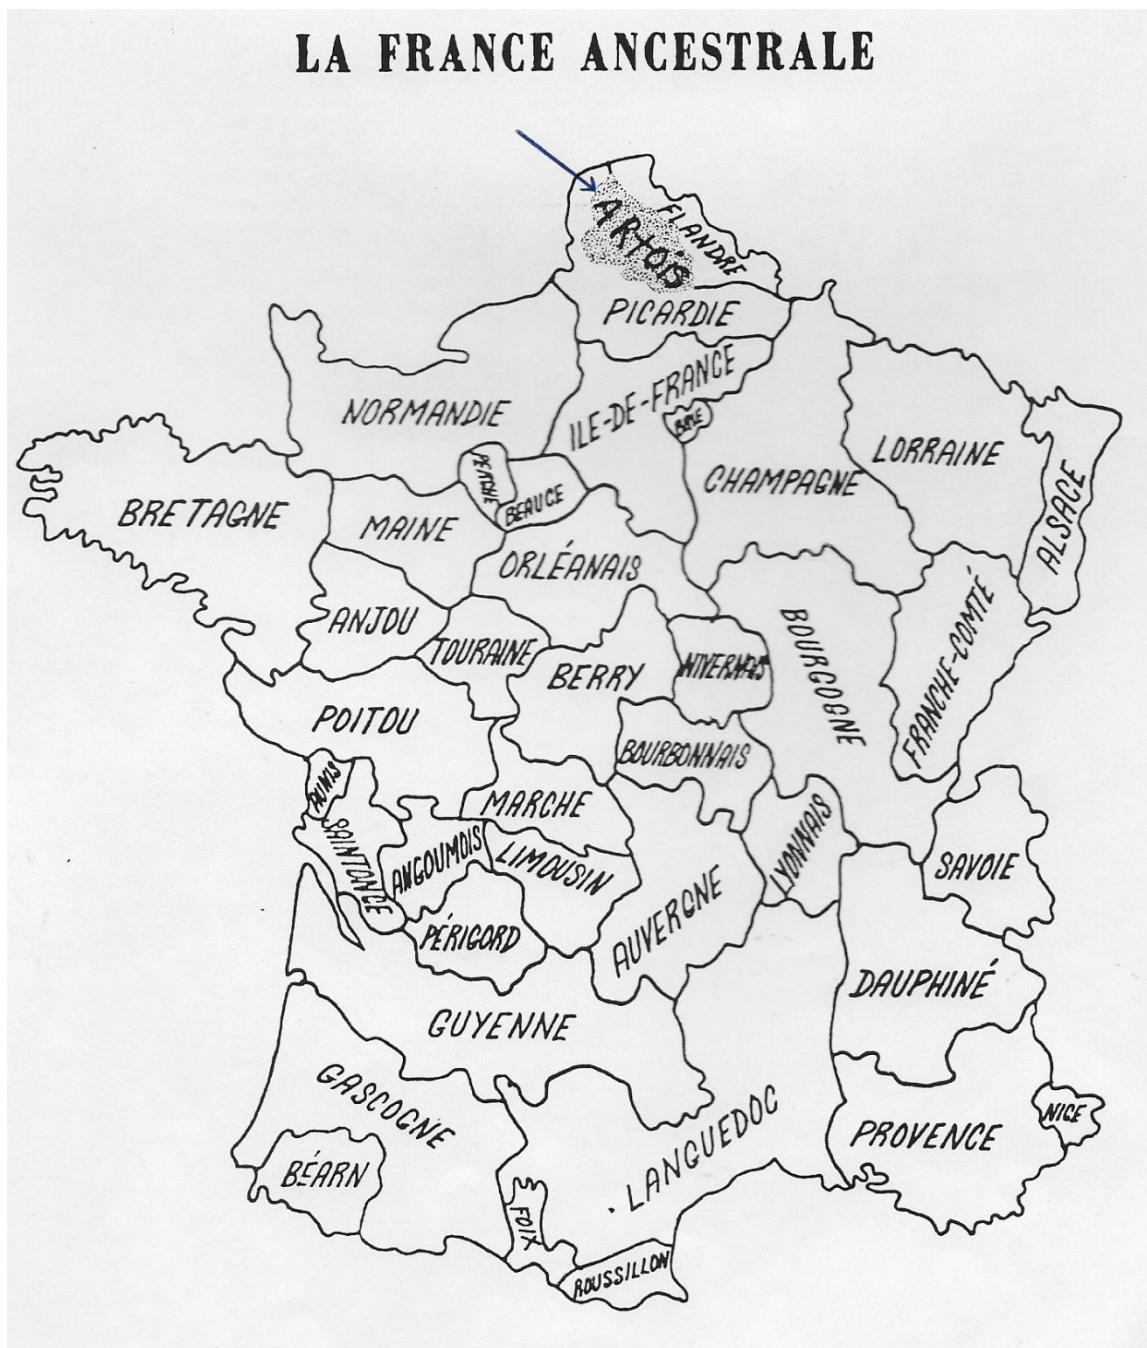 LA FRANCE ANCESTRALE
ARTOIS
FLANDRE
PICARDIE
NORMANDIE
ILE-DE-FRANCE
LORRAINE
CHAMPAGNE
ALSACE
PERCHE
BEAUCE
BRETAGNE
MAINE
ORLÉANAIS
ANJOU
TOURAINE
BERRY
NIVERNAIS
BOURGOGNE
FRANCHE-COMTÉ
POITOU
BOURBONNAIS
AUNIS
MARCHE
SAINTONGE
ANGOUMOIS
LIMOUSIN
LYONNAIS
SAVOIE
PÉRIGORD
AUVERGNE
DAUPHINÉ
GUYENNE
GASCOGNE
LANGUEDOC
PROVENCE
NICE
BÉARN
FOIX
ROUSSILLON